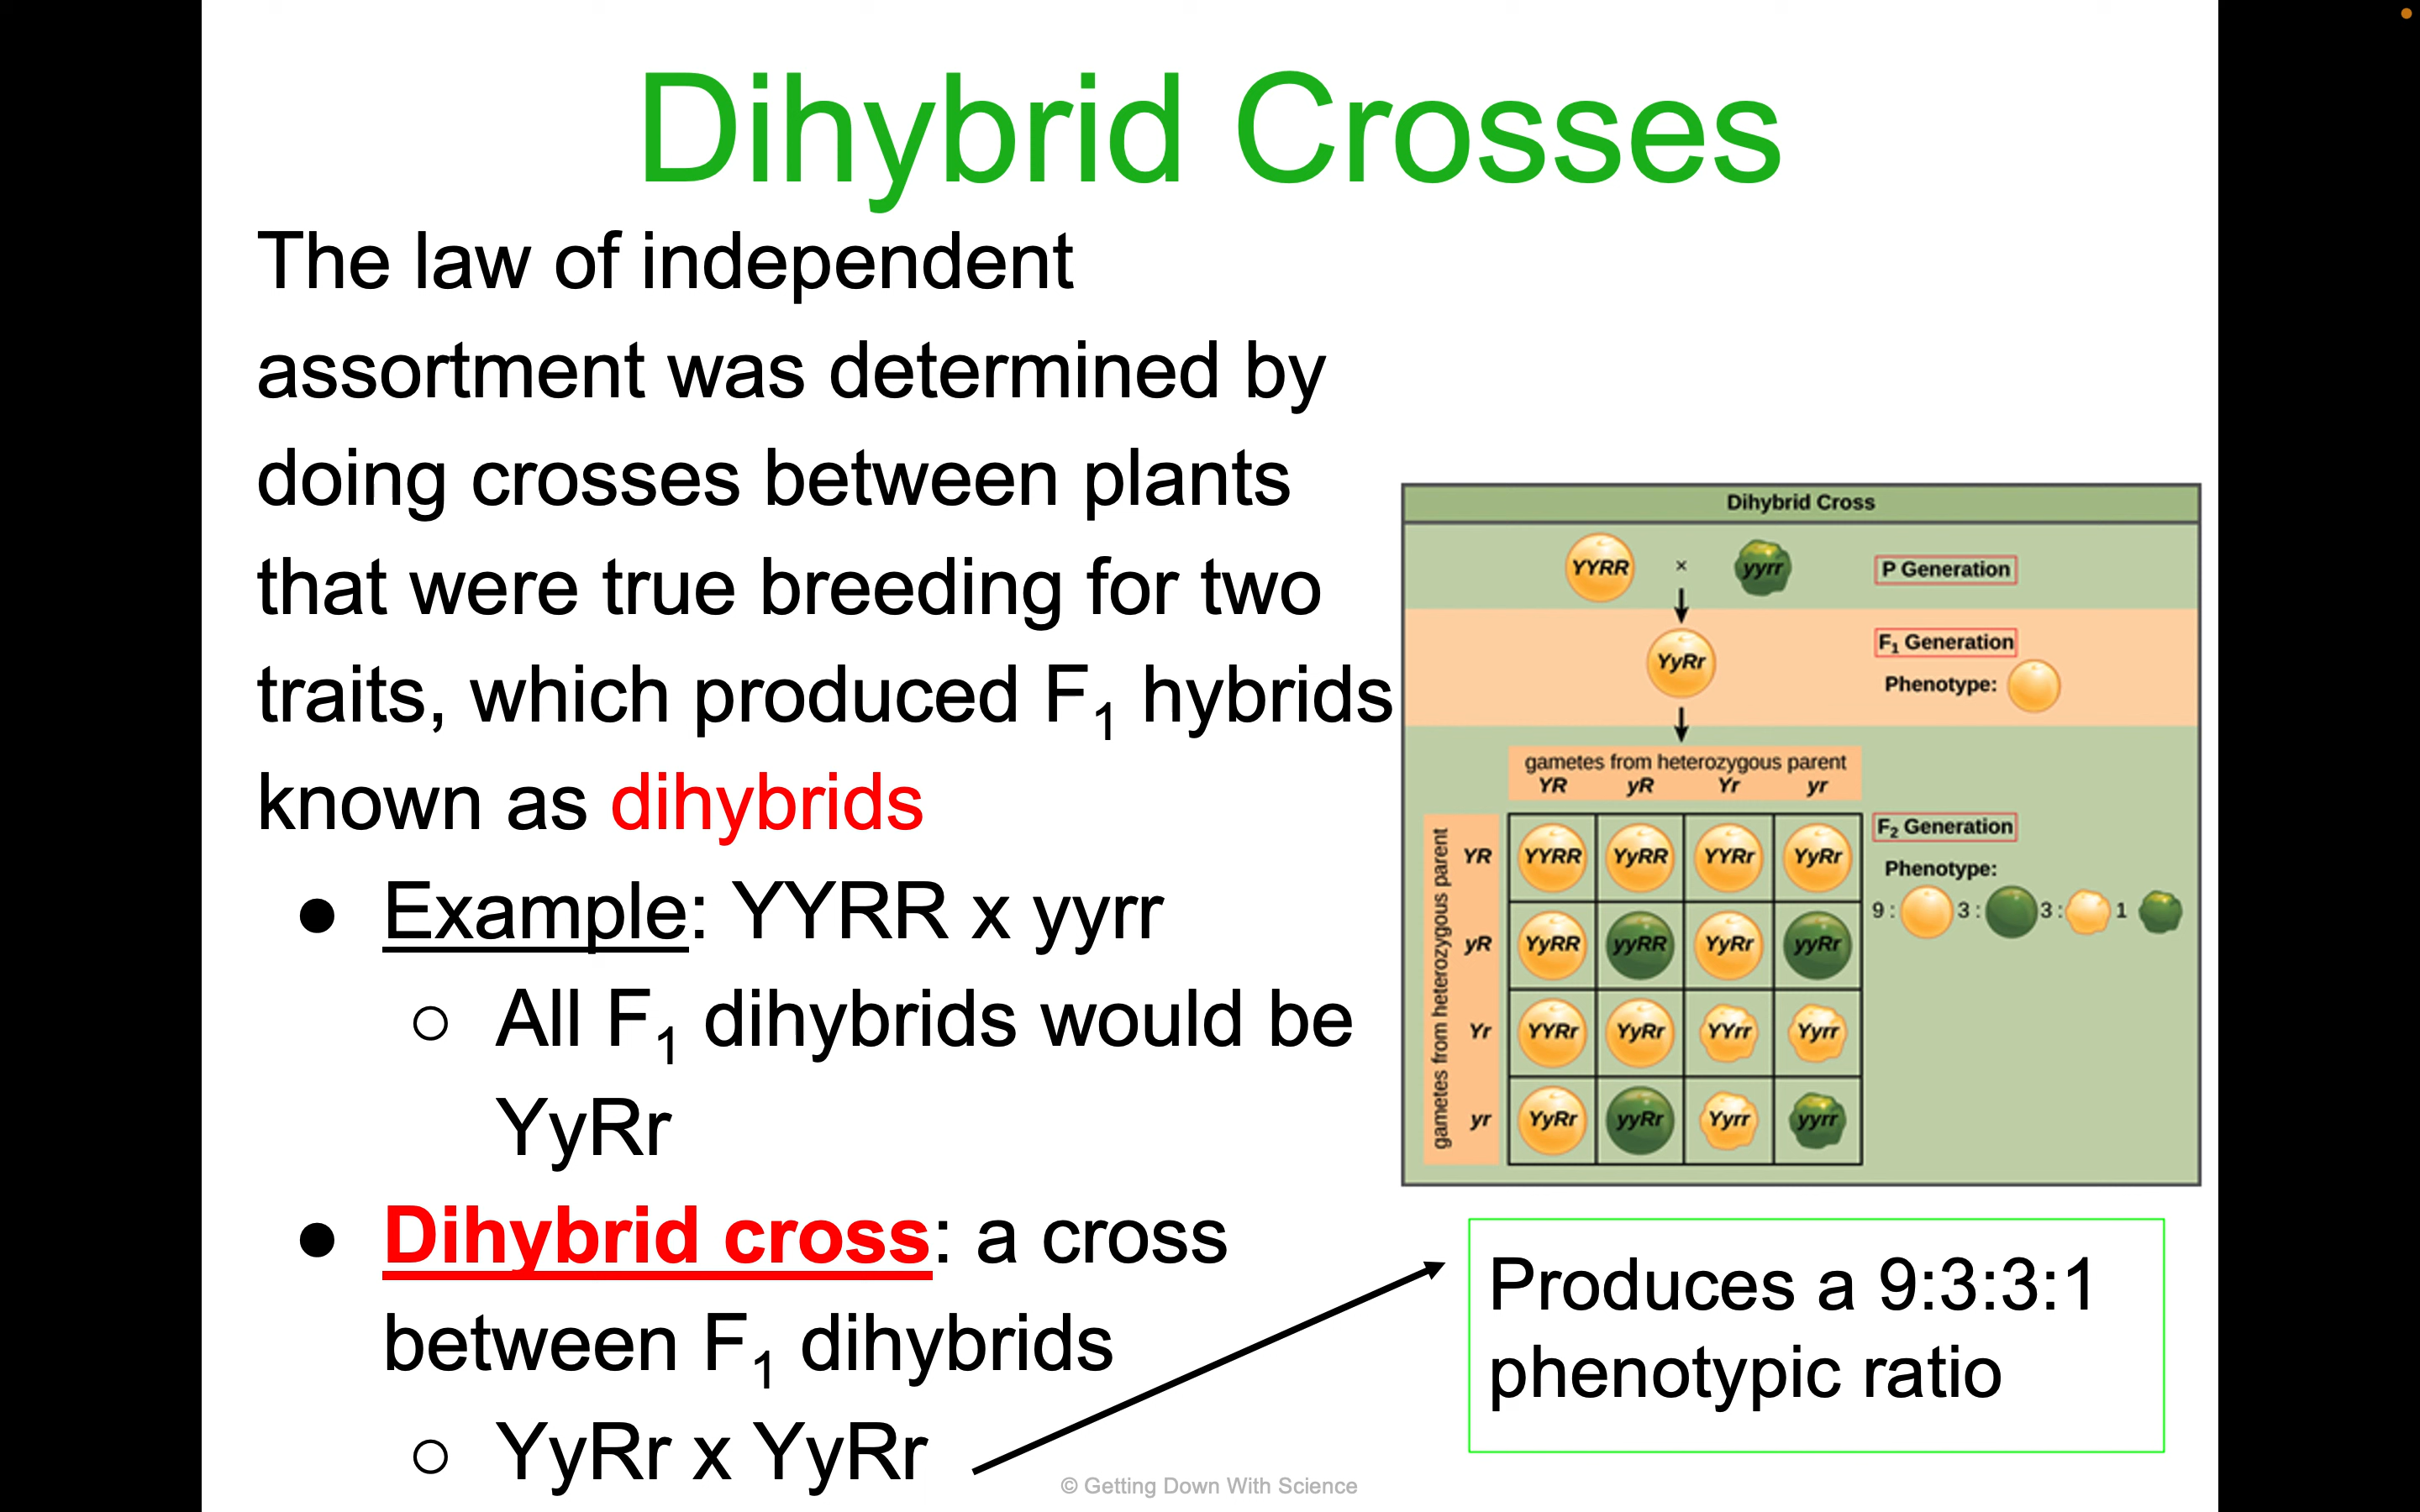 Dihybrid Crosses
The law of independent
assortment was determined by
doing crosses between plants
that were true breeding for two
traits, which produced F₁ hybrids
known as dihybrids
● Example: YYRR x yyrr
○ All F₁ dihybrids would be
YyRr
● Dihybrid cross: a cross
between F₁ dihybrids
○ YyRr x YyRr
Dihybrid Cross
YYRR × yyrr P Generation
YyRr
F₁ Generation
Phenotype:
gametes from heterozygous parent
YR yR Yr yr
gametes from heterozygous parent
YR YYRR YyRR YYRr YyRr
yR YyRR yyRR YyRr yyRr
Yr YYRr YyRr YYrr Yyrr
yr YyRr yyRr Yyrr yyrr
F₂ Generation
Phenotype:
9 : 3 : 3 : 1
Produces a 9:3:3:1
phenotypic ratio
© Getting Down With Science